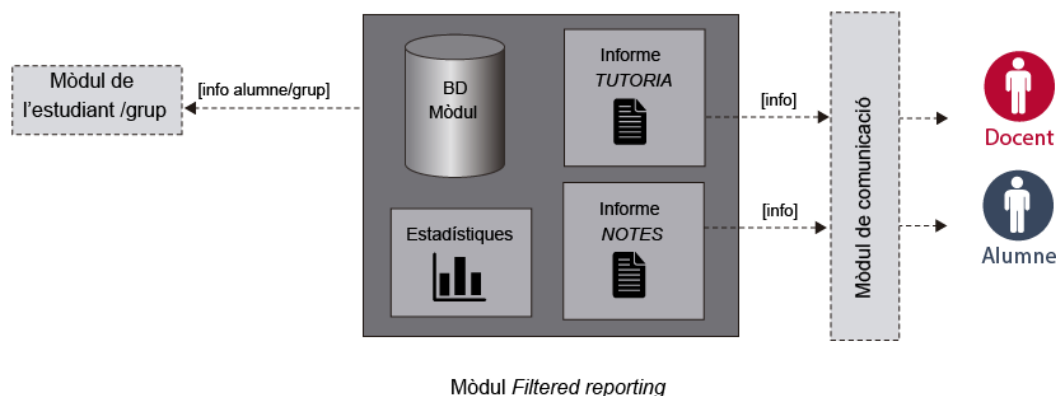 Mòdul de
l'estudiant /grup
[info alumne/grup]
BD
Mòdul
Estadístiques
Informe
TUTORIA
Informe
NOTES
[info]
[info]
Mòdul de comunicació
Docent
Alumne
Mòdul Filtered reporting